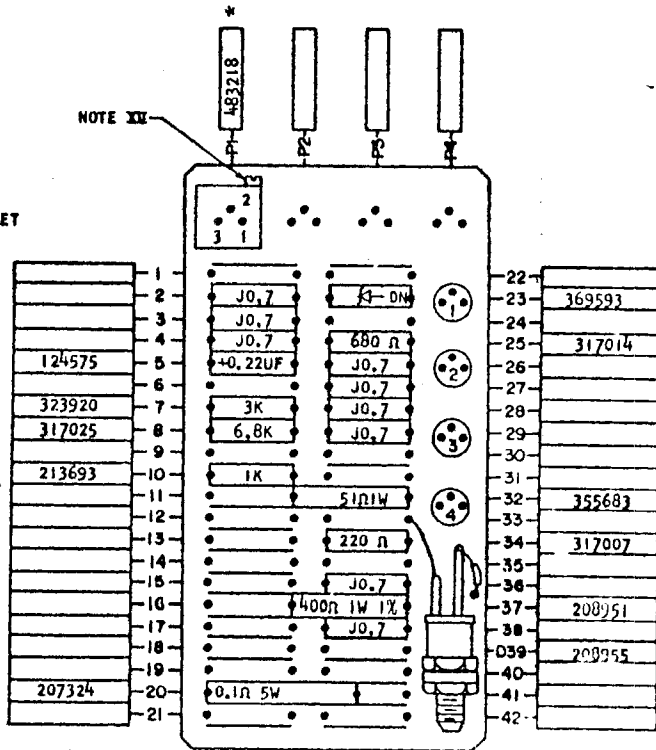 *
483218
P1 P2 P3 P4
NOTE XV
2
3 1
ET
1 22
2 J0.7 DN 1 23 369593
3 J0.7 24
4 J0.7 680 Ω 25 317014
124575 5 +0.22UF J0.7 2 26
6 J0.7 27
323920 7 3K J0.7 28
317025 8 6.8K J0.7 3 29
9 30
213693 10 1K 31
11 51Ω1W 4 32 355683
12 33
13 220 Ω 34 317007
14 35
15 J0.7 36
16 400Ω 1W 1% 37 208951
17 J0.7 38
18 D39 208955
19 40
207324 20 0.1Ω 5W 41
21 42